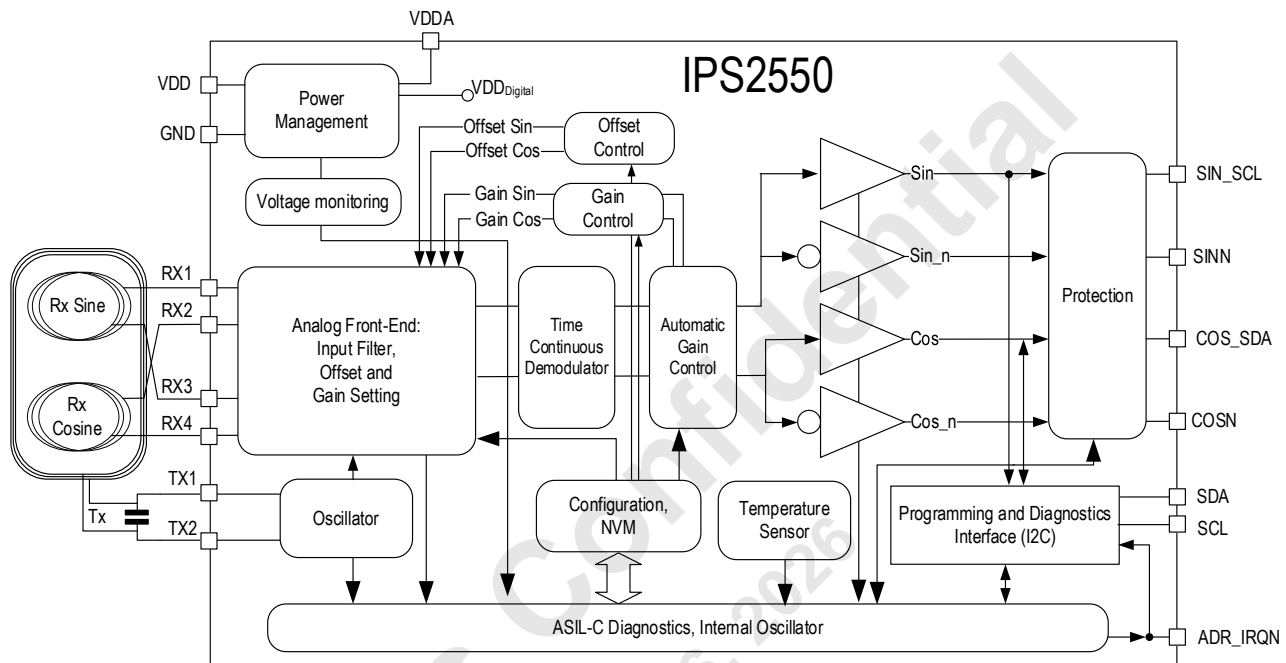 VDDA
IPS2550
VDD
GND
Power
Management
VDDDigital
Voltage monitoring
Offset Sin
Offset Cos
Offset
Control
Gain Sin
Gain Cos
Gain
Control
Sin
Sin_n
Cos
Cos_n
Protection
SIN_SCL
SINN
COS_SDA
COSN
Rx Sine
Rx
Cosine
RX1
RX2
RX3
RX4
Analog Front-End:
Input Filter,
Offset and
Gain Setting
Time
Continuous
Demodulator
Automatic
Gain
Control
TX1
Tx
TX2
Oscillator
Configuration,
NVM
Temperature
Sensor
Programming and Diagnostics
Interface (I2C)
SDA
SCL
ASIL-C Diagnostics, Internal Oscillator
ADR_IRQN
Confidential
2026